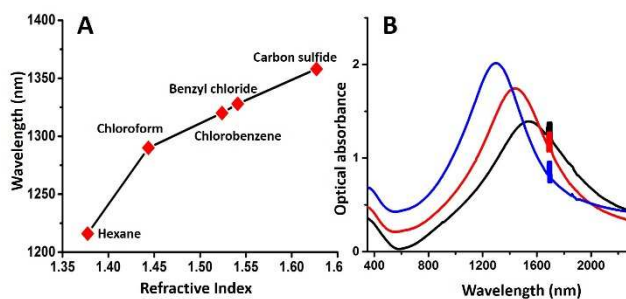 A
B
1400
1350
1300
1250
1200
Wavelength (nm)
Carbon sulfide
Benzyl chloride
Chloroform
Chlorobenzene
Hexane
1.35 1.40 1.45 1.50 1.55 1.60 1.6
Refractive Index
2
1
0
Optical absorbance
400 800 1200 1600 2000
Wavelength (nm)